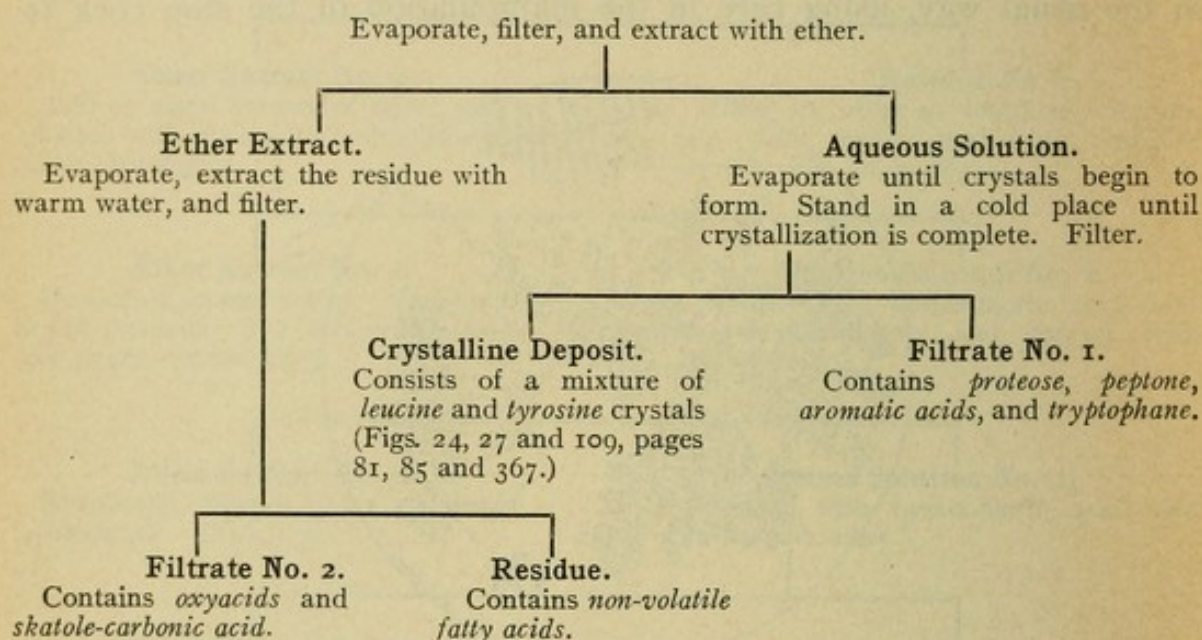 Evaporate, filter, and extract with ether.
Ether Extract.
Evaporate, extract the residue with
warm water, and filter.
Aqueous Solution.
Evaporate until crystals begin to
form. Stand in a cold place until
crystallization is complete. Filter.
Crystalline Deposit.
Consists of a mixture of
leucine and tyrosine crystals
(Figs. 24, 27 and 109, pages
81, 85 and 367.)
Filtrate No. 1.
Contains proteose, peptone,
aromatic acids, and tryptophane.
Filtrate No. 2.
Contains oxyacids and
skatole-carbonic acid.
Residue.
Contains non-volatile
fatty acids.